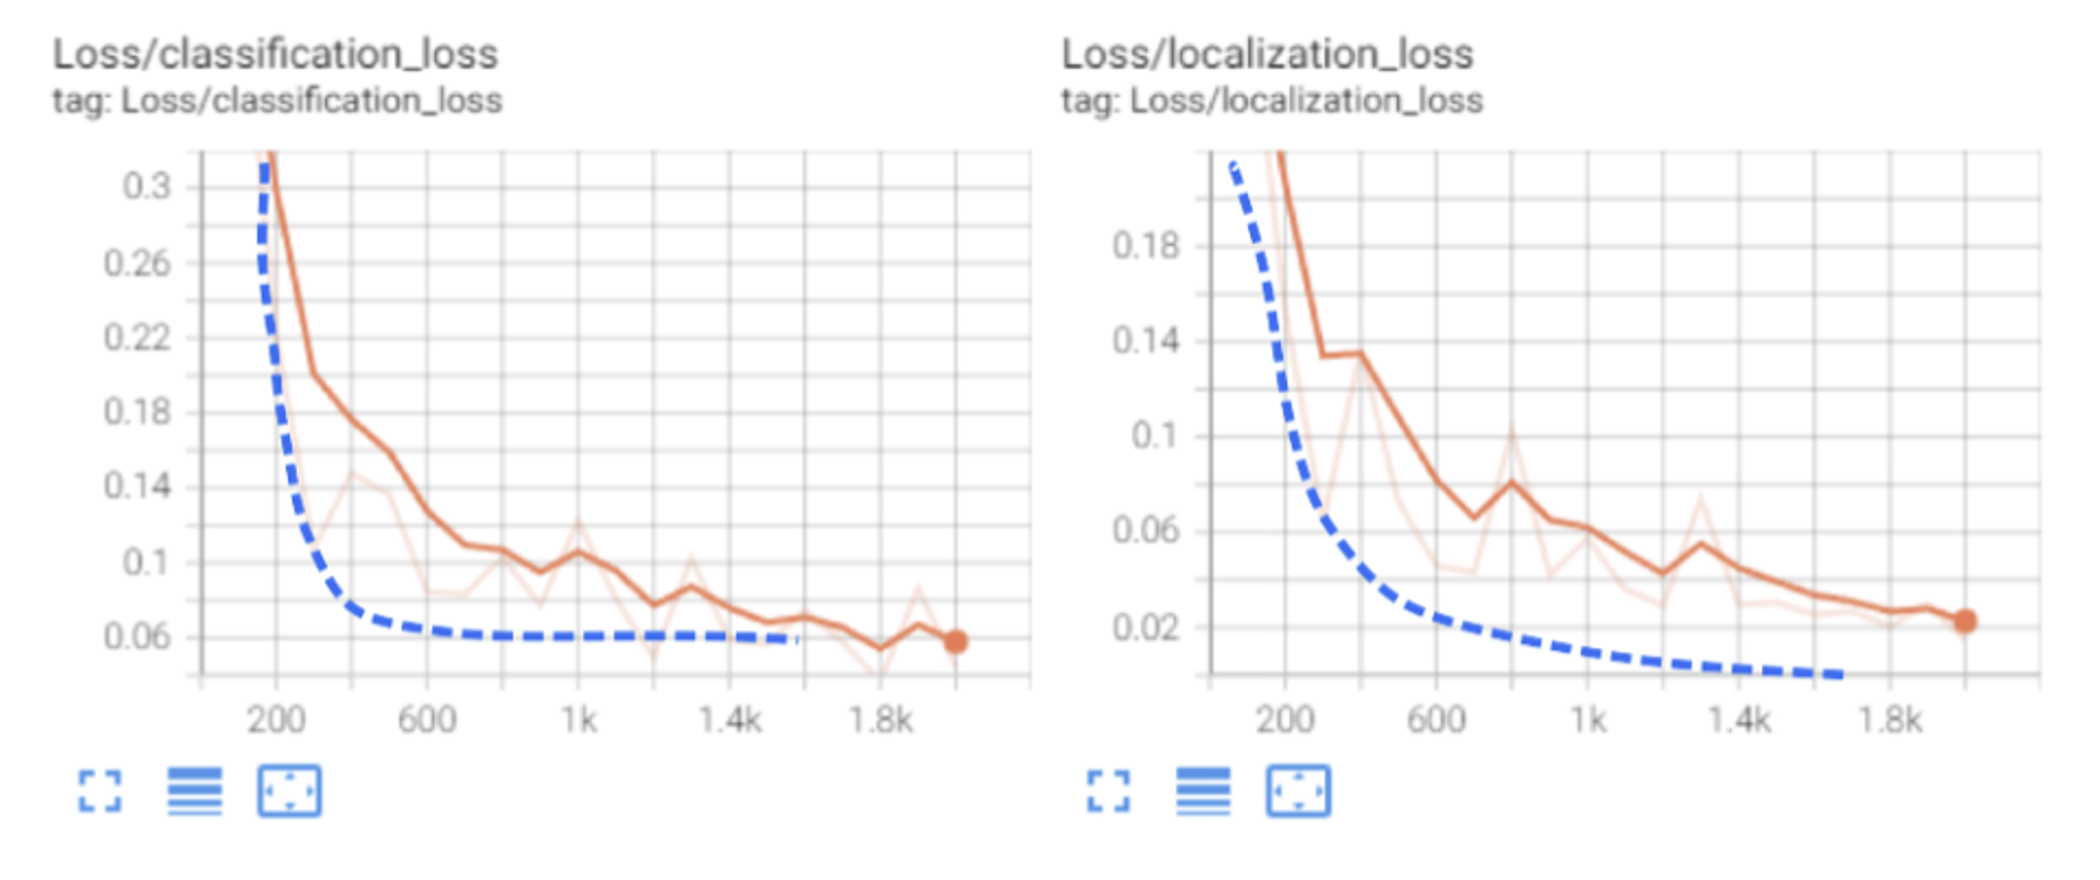 Loss/classification_loss
tag: Loss/classification_loss
0.3
0.26
0.22
0.18
0.14
0.1
0.06
200 600 1k 1.4k 1.8k
Loss/localization_loss
tag: Loss/localization_loss
0.18
0.14
0.1
0.06
0.02
200 600 1k 1.4k 1.8k